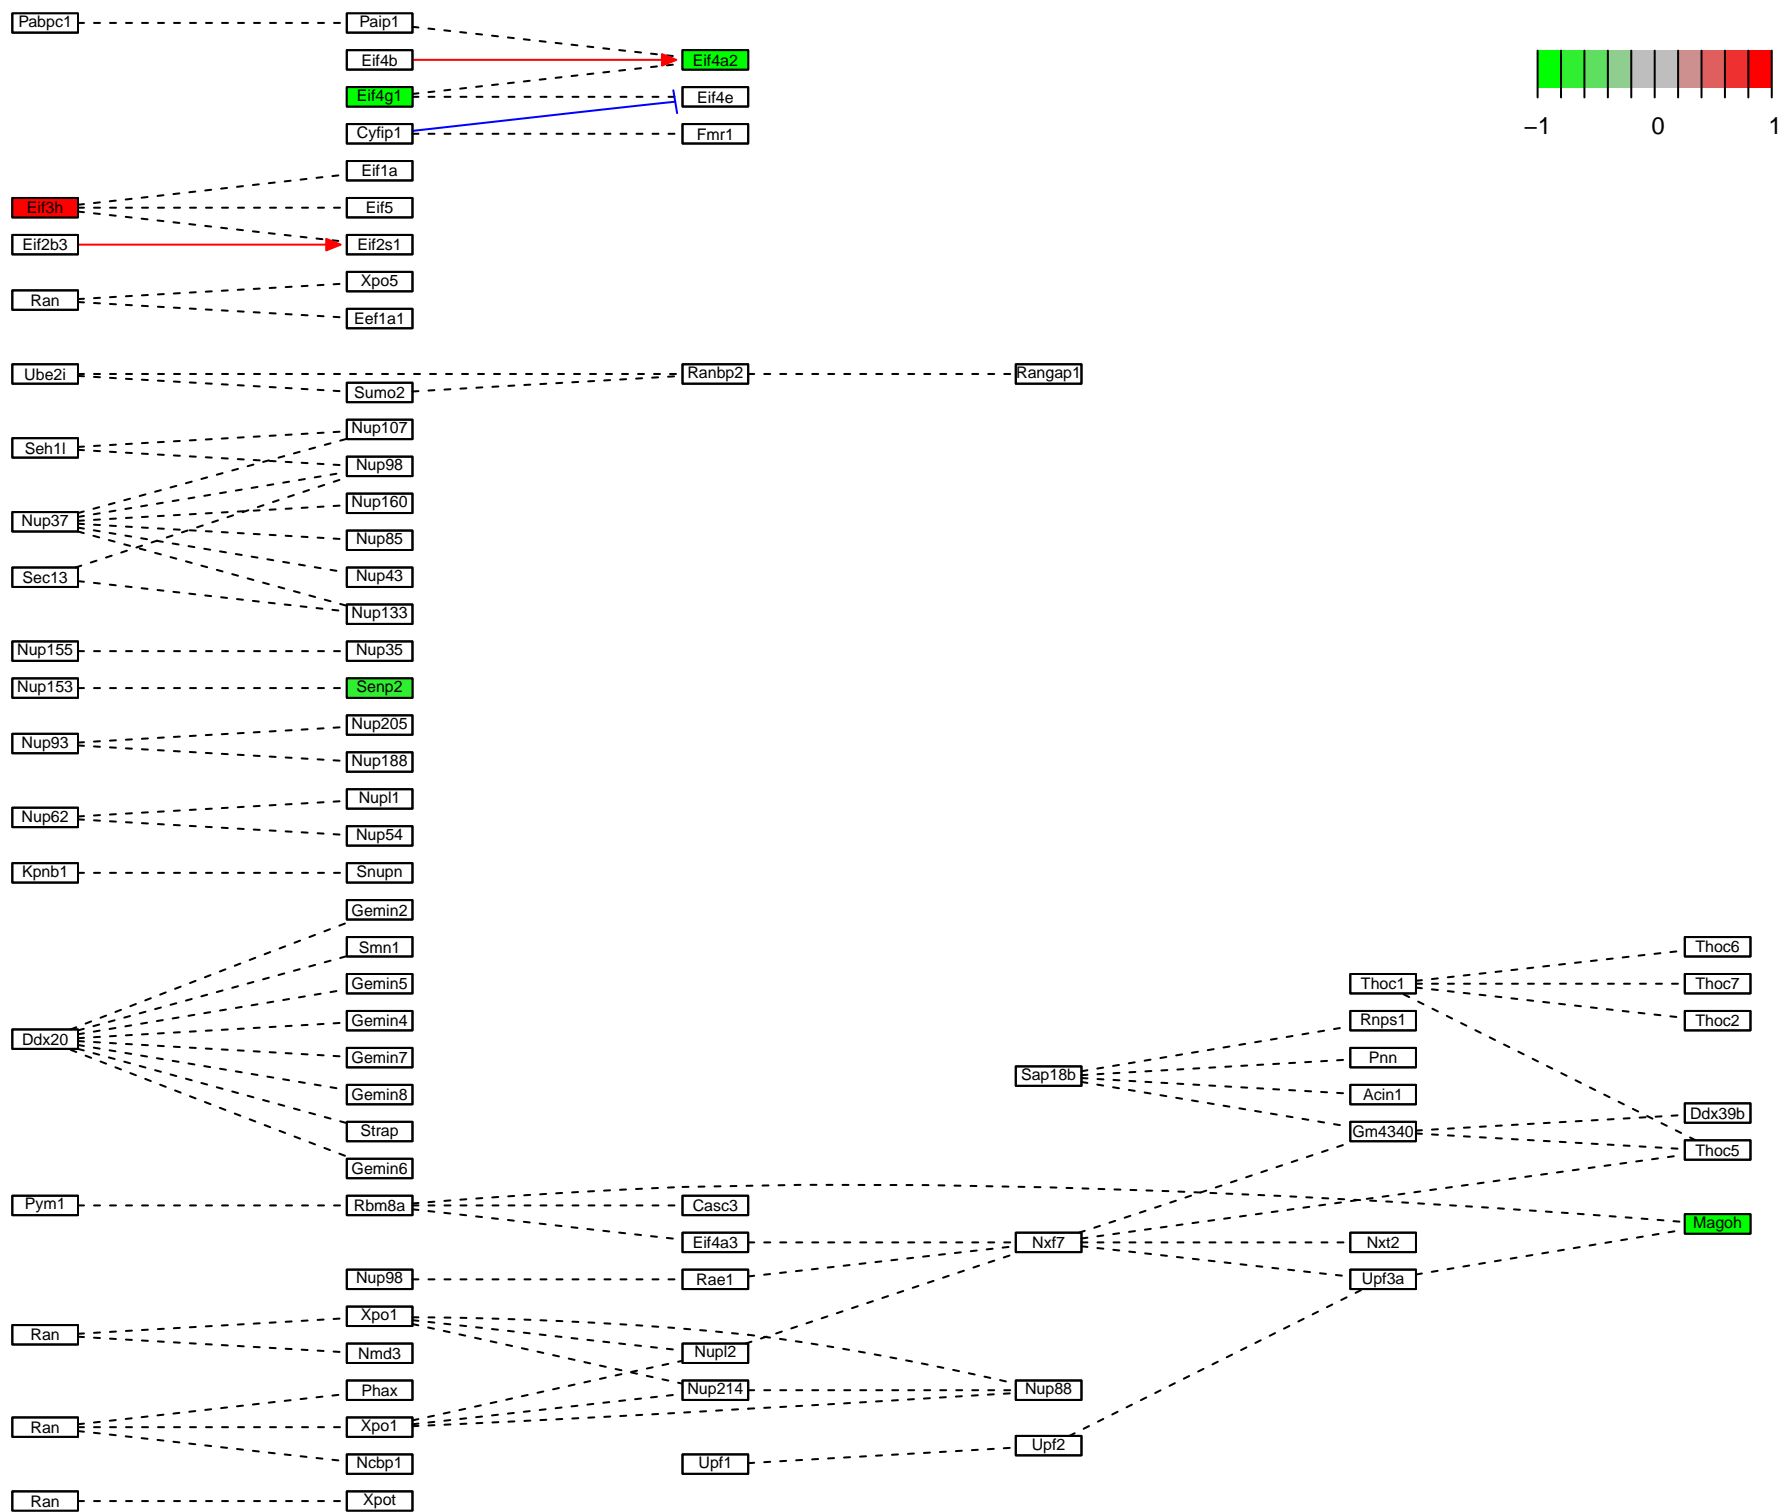 Pabpc1
Paip1
Eif4b
Eif4a2
Eif4g1
Eif4e
Cyfip1
Fmr1
−1
0
1
Eif1a
Eif3h
Eif5
Eif2b3
Eif2s1
Xpo5
Ran
Eef1a1
Ube2i
Ranbp2
Rangap1
Sumo2
Nup107
Seh1l
Nup98
Nup160
Nup37
Nup85
Sec13
Nup43
Nup133
Nup155
Nup35
Nup153
Senp2
Nup205
Nup93
Nup188
Nupl1
Nup62
Nup54
Kpnb1
Snupn
Gemin2
Smn1
Thoc6
Gemin5
Thoc1
Thoc7
Gemin4
Rnps1
Thoc2
Ddx20
Gemin7
Pnn
Sap18b
Gemin8
Acin1
Ddx39b
Strap
Gm4340
Thoc5
Gemin6
Pym1
Rbm8a
Casc3
Magoh
Eif4a3
Nxf7
Nxt2
Nup98
Rae1
Upf3a
Xpo1
Ran
Nmd3
Nupl2
Phax
Nup214
Nup88
Ran
Xpo1
Upf2
Ncbp1
Upf1
Ran
Xpot